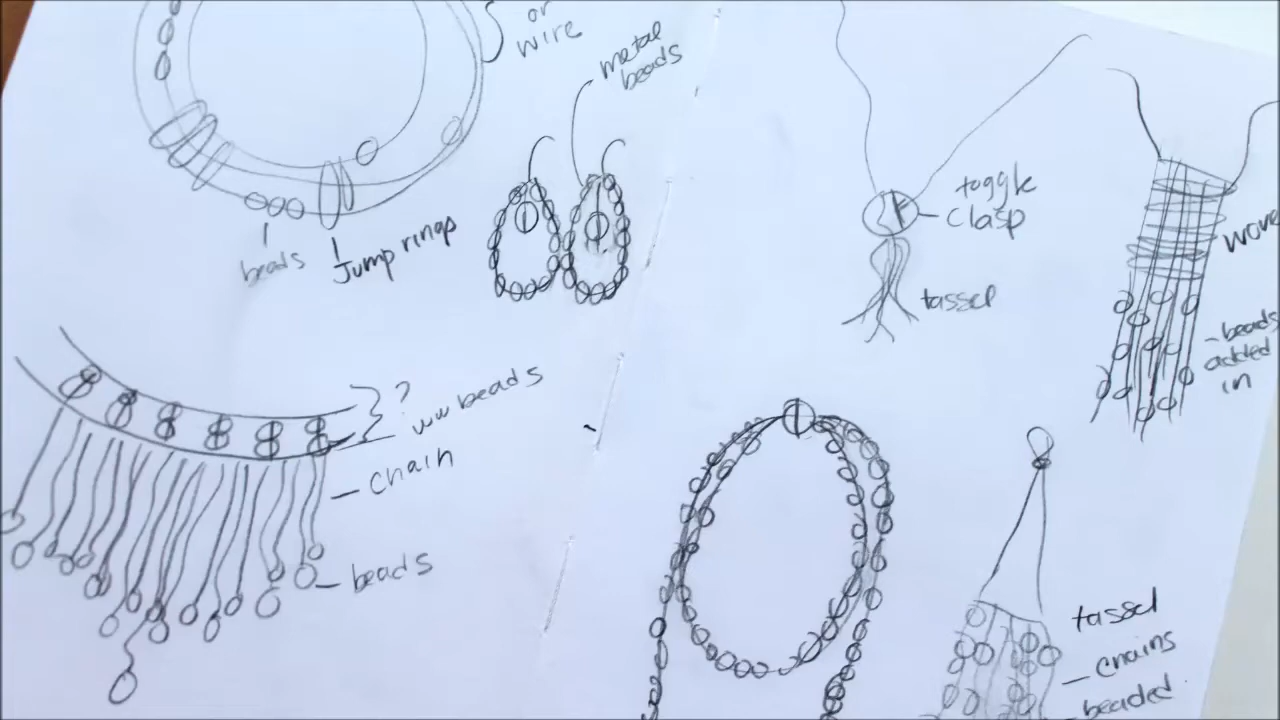 or
wire
metal
beads
beads
Jump rings
toggle
clasp
tassel
beads
added
in
?
beads
chain
beads
tassel
chains
beaded